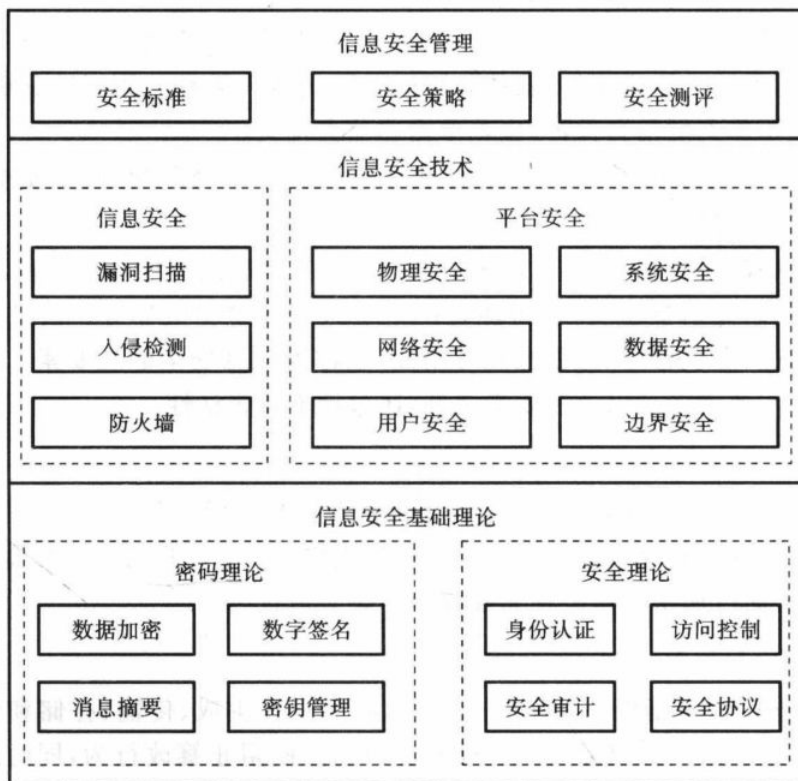 信息安全管理
安全标准 安全策略 安全测评
信息安全技术
信息安全 平台安全
漏洞扫描 物理安全 系统安全
入侵检测 网络安全 数据安全
防火墙 用户安全 边界安全
信息安全基础理论
密码理论 安全理论
数据加密 数字签名 身份认证 访问控制
消息摘要 密钥管理 安全审计 安全协议